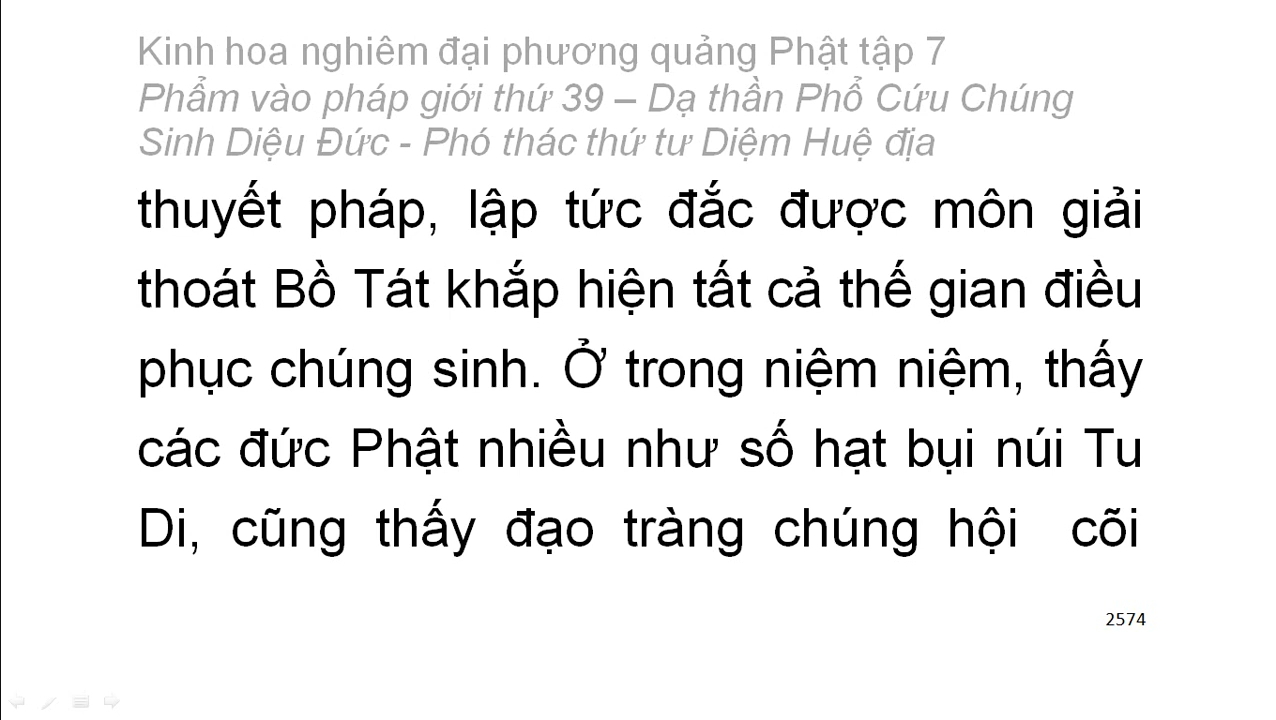 Kinh hoa nghiêm đại phương quảng Phật tập 7
Phẩm vào pháp giới thứ 39 – Dạ thần Phổ Cứu Chúng
Sinh Diệu Đức - Phó thác thứ tư Diệm Huệ địa
thuyết pháp, lập tức đắc được môn giải
thoát Bồ Tát khắp hiện tất cả thế gian điều
phục chúng sinh. Ở trong niệm niệm, thấy
các đức Phật nhiều như số hạt bụi núi Tu
Di, cũng thấy đạo tràng chúng hội cõi
2574